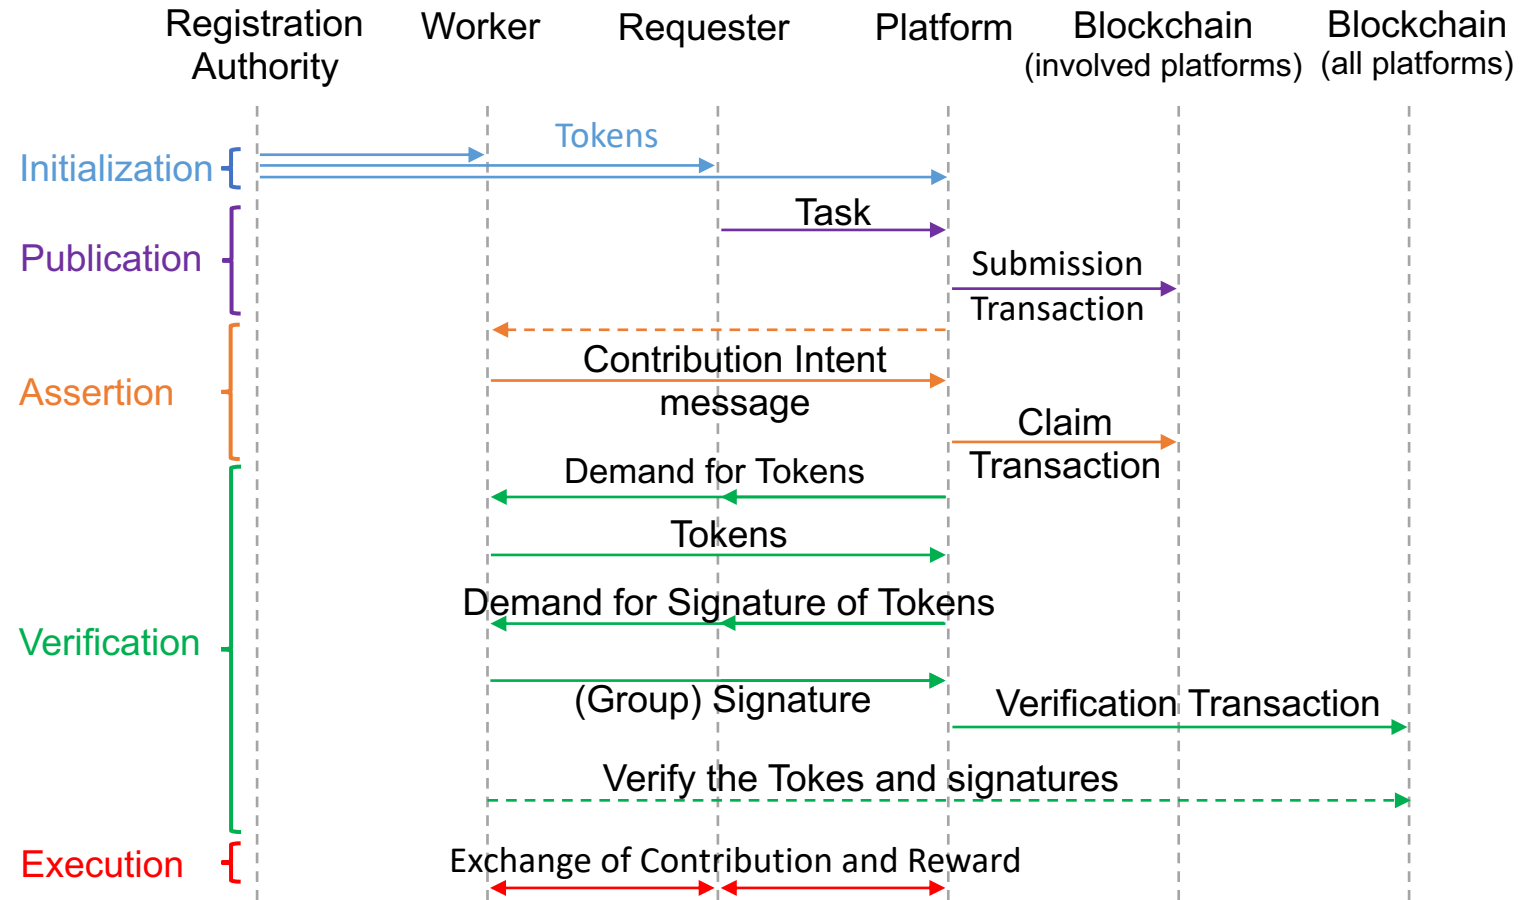 Registration
Authority
Worker
Requester
Platform
Blockchain
(involved platforms)
Blockchain
(all platforms)
Initialization
Tokens
Publication
Task
Submission
Transaction
Assertion
Contribution Intent
message
Claim
Transaction
Verification
Demand for Tokens
Tokens
Demand for Signature of Tokens
(Group) Signature
Verification Transaction
Verify the Tokes and signatures
Execution
Exchange of Contribution and Reward